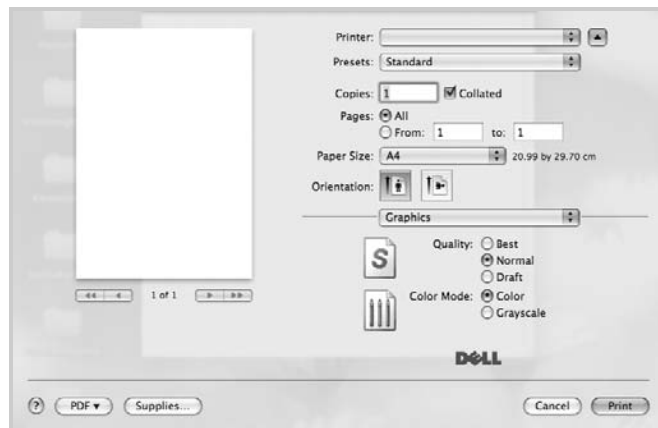 Printer:
Presets: Standard
Copies: 1 Collated
Pages: All
From: 1 to: 1
Paper Size: A4 20.99 by 29.70 cm
Orientation:
Graphics
Quality: Best
Normal
Draft
Color Mode: Color
Grayscale
S
1 of 1
DELL
? PDF Supplies... Cancel Print